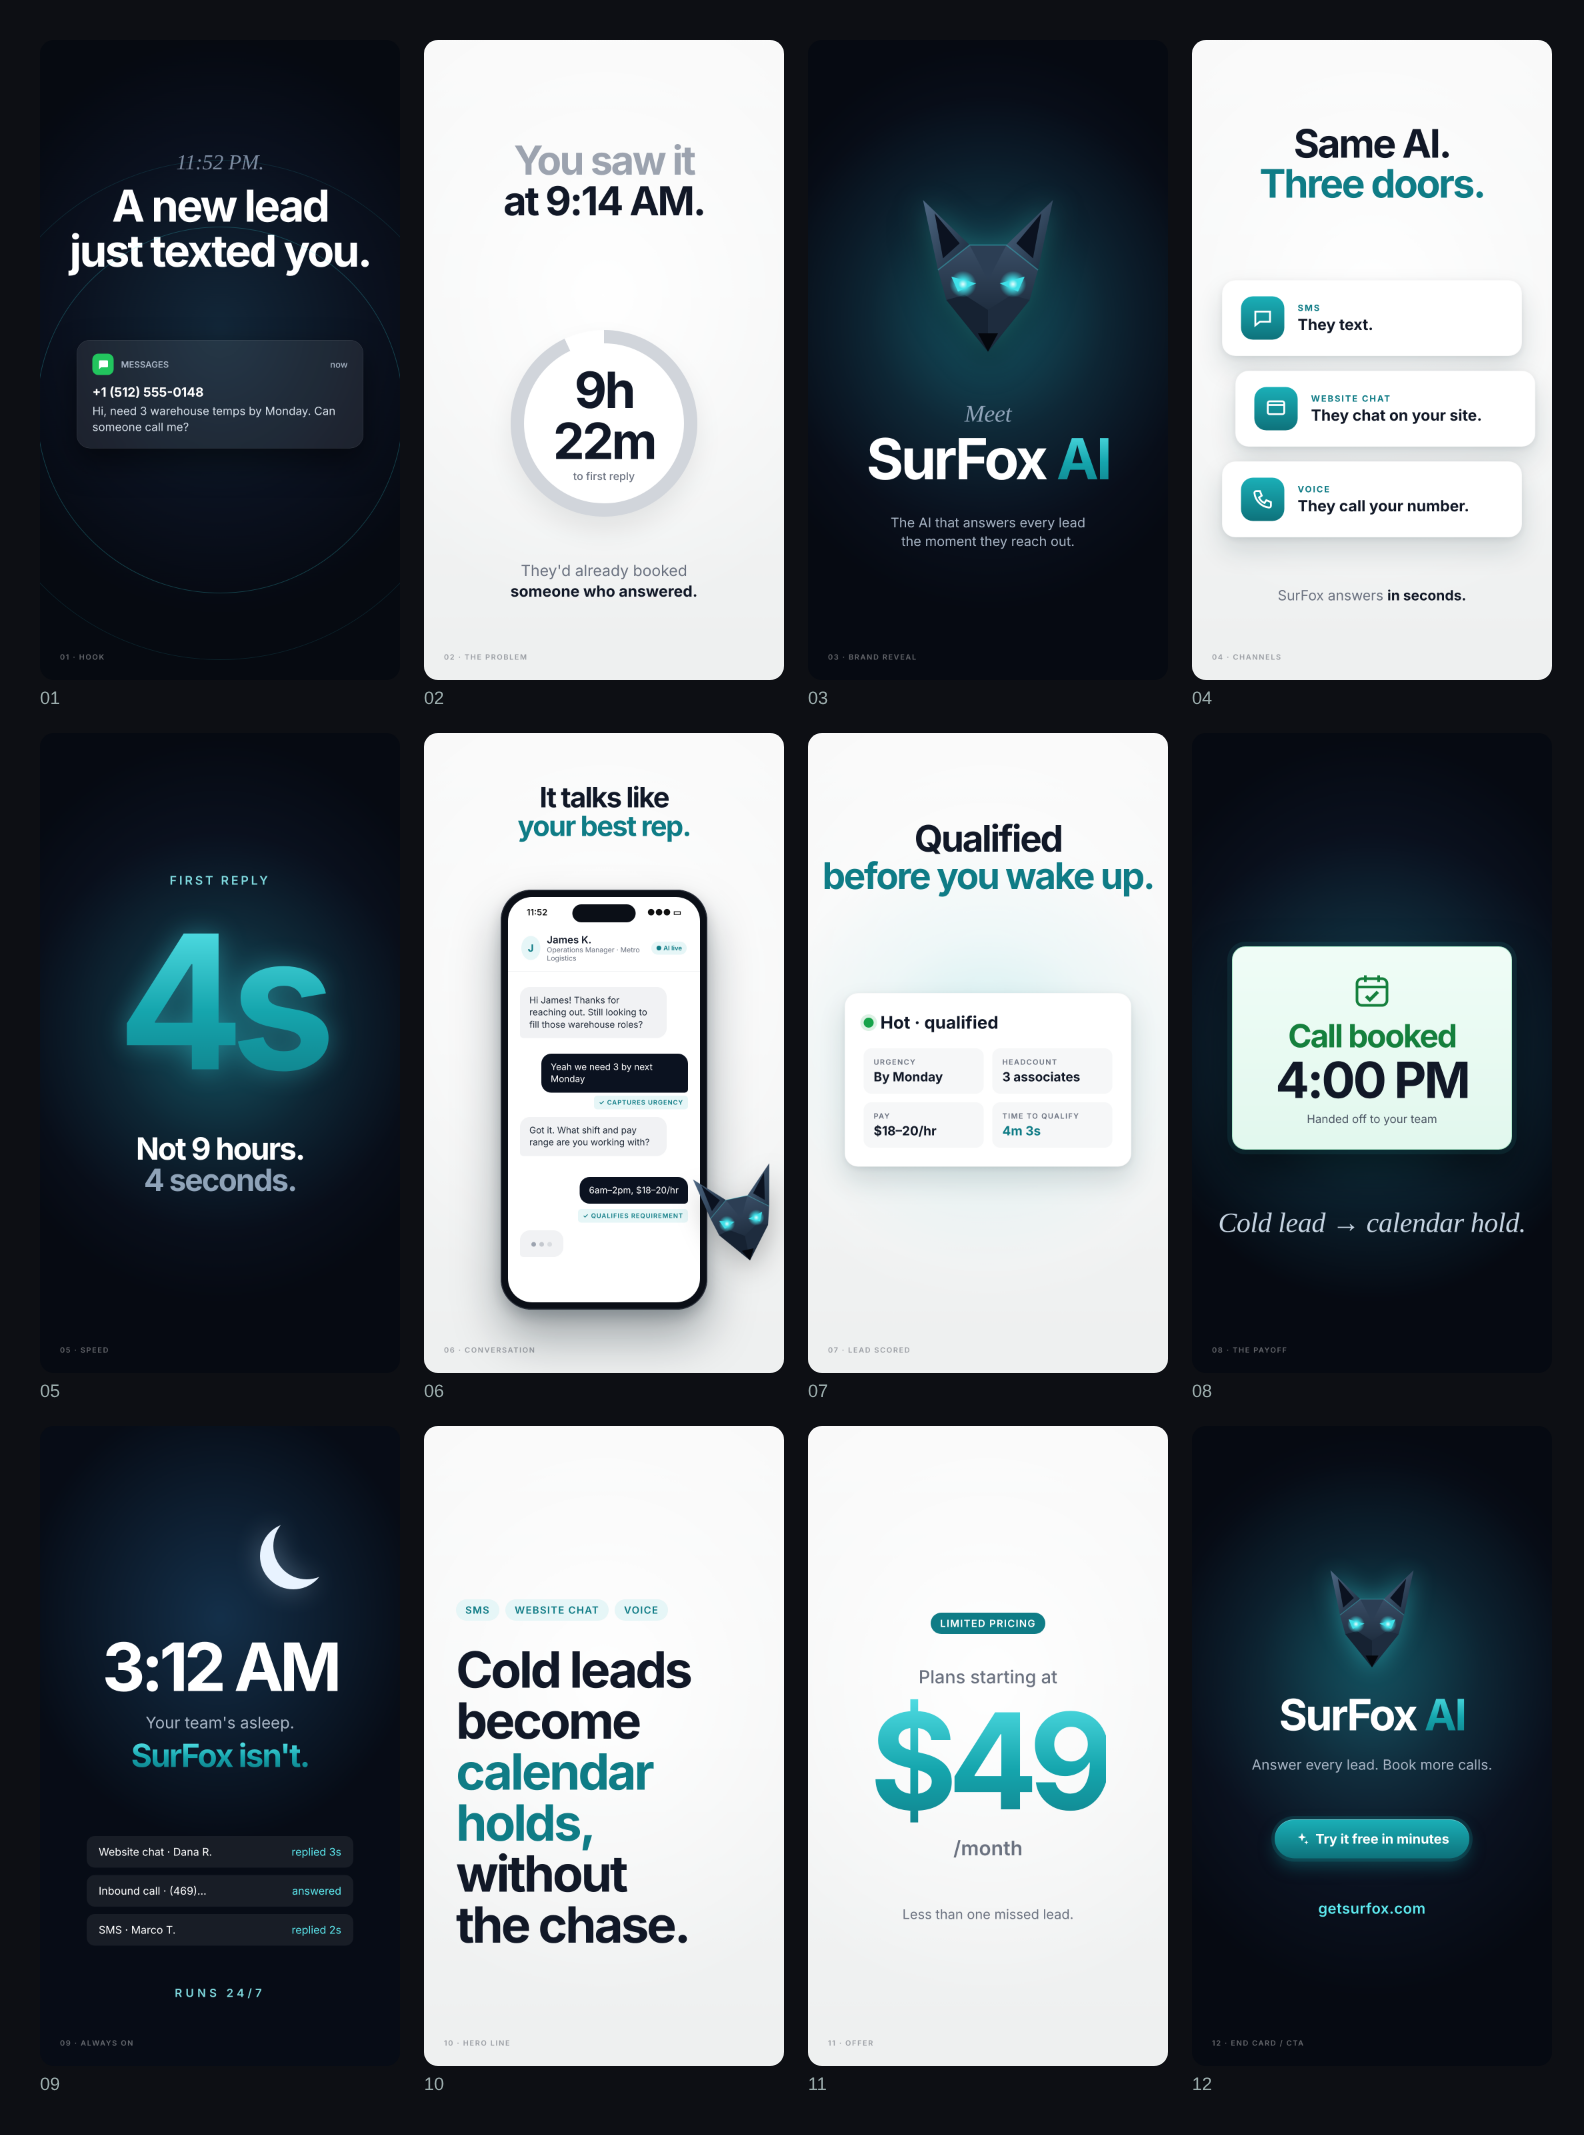 11:52 PM.
A new lead
just texted you.
MESSAGES
now
+1 (512) 555-0148
Hi, need 3 warehouse temps by Monday. Can
someone call me?
01 · HOOK
01
You saw it
at 9:14 AM.
9h
22m
to first reply
They'd already booked
someone who answered.
02 · THE PROBLEM
02
Meet
SurFox AI
The AI that answers every lead
the moment they reach out.
03 · BRAND REVEAL
03
Same AI.
Three doors.
SMS
They text.
WEBSITE CHAT
They chat on your site.
VOICE
They call your number.
SurFox answers in seconds.
04 · CHANNELS
04
FIRST REPLY
4s
Not 9 hours.
4 seconds.
05 · SPEED
05
It talks like
your best rep.
11:52
J
James K.
Operations Manager · Metro
Logistics
AI live
Hi James! Thanks for
reaching out. Still looking to
fill those warehouse roles?
Yeah we need 3 by next
Monday
✓ CAPTURES URGENCY
Got it. What shift and pay
range are you working with?
6am–2pm, $18–20/hr
✓ QUALIFIES REQUIREMENT
06 · CONVERSATION
06
Qualified
before you wake up.
Hot · qualified
URGENCY
By Monday
HEADCOUNT
3 associates
PAY
$18–20/hr
TIME TO QUALIFY
4m 3s
07 · LEAD SCORED
07
Call booked
4:00 PM
Handed off to your team
Cold lead → calendar hold.
08 · THE PAYOFF
08
3:12 AM
Your team's asleep.
SurFox isn't.
Website chat · Dana R.
replied 3s
Inbound call · (469)...
answered
SMS · Marco T.
replied 2s
RUNS 24/7
09 · ALWAYS ON
09
SMS
WEBSITE CHAT
VOICE
Cold leads
become
calendar
holds,
without
the chase.
10 · HERO LINE
10
LIMITED PRICING
Plans starting at
$49
/month
Less than one missed lead.
11 · OFFER
11
SurFox AI
Answer every lead. Book more calls.
Try it free in minutes
getsurfox.com
12 · END CARD / CTA
12